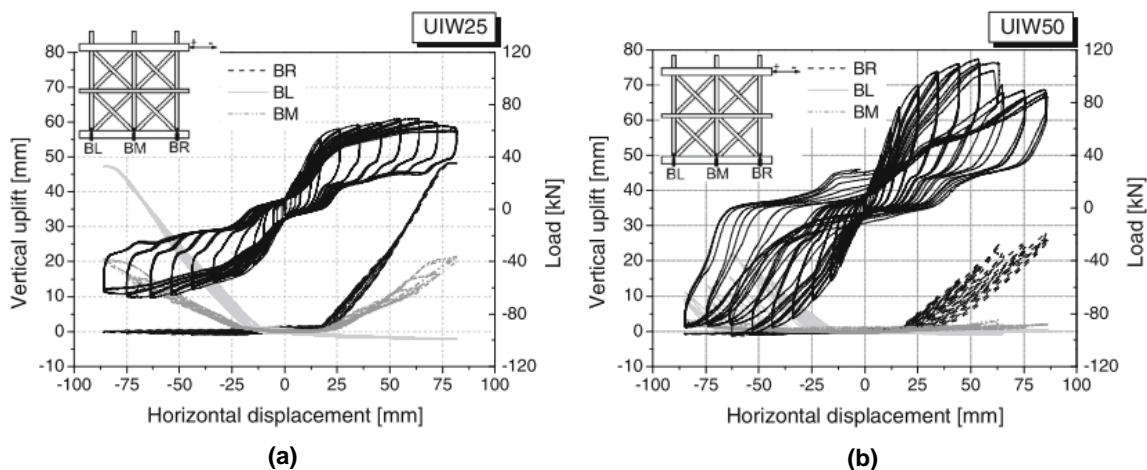 UIW25
80
70
60
50
40
30
20
10
0
-10
Vertical uplift [mm]
+ -
BL BM BR
BR
BL
BM
120
80
40
0
-40
-80
-120
Load [kN]
-100 -75 -50 -25 0 25 50 75 100
Horizontal displacement [mm]
(a)
UIW50
80
70
60
50
40
30
20
10
0
-10
Vertical uplift [mm]
+ -
BL BM BR
BR
BL
BM
120
80
40
0
-40
-80
-120
Load [kN]
-100 -75 -50 -25 0 25 50 75 100
Horizontal displacement [mm]
(b)